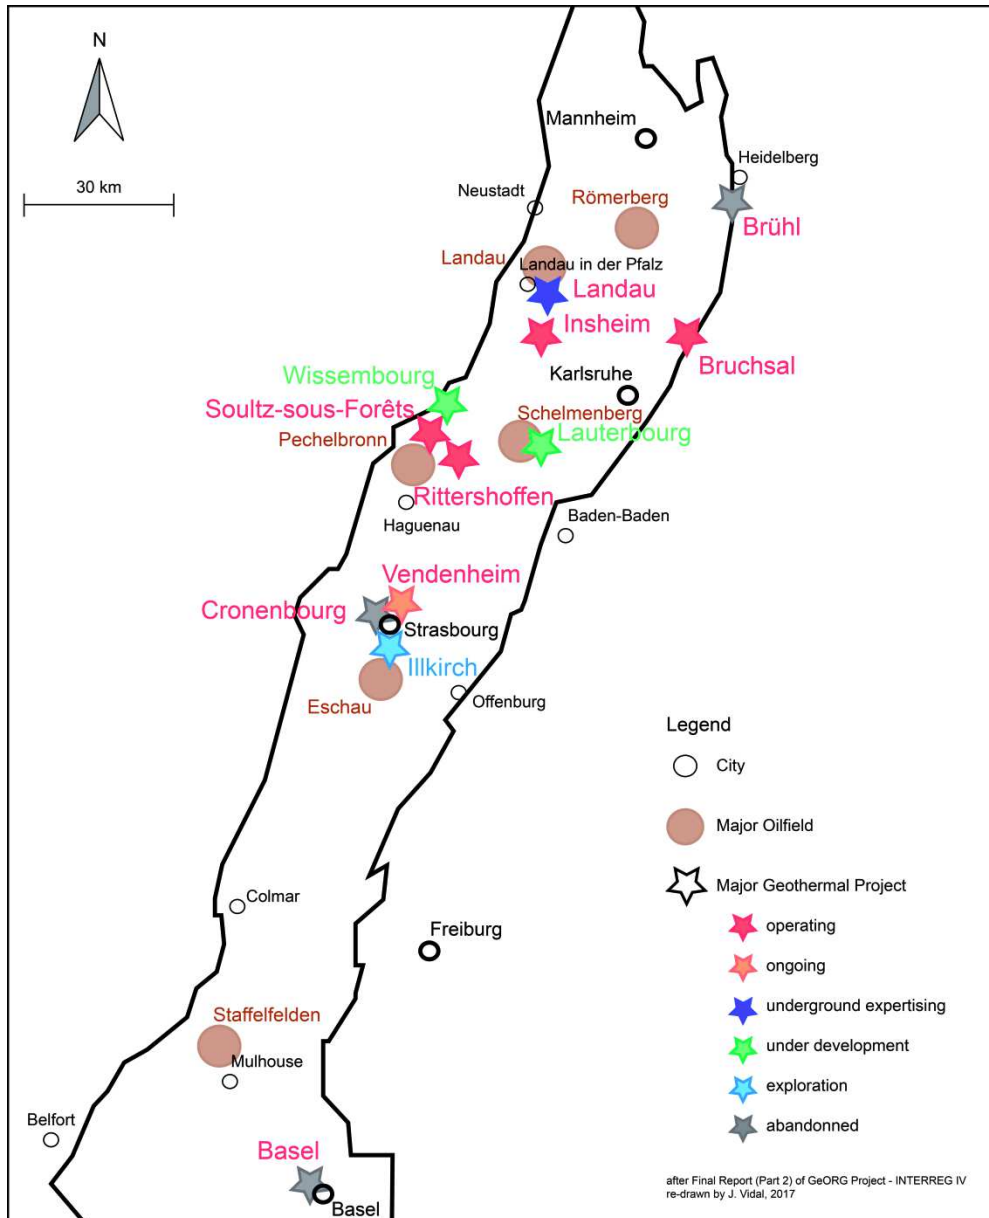 N
30 km
Mannheim
Heidelberg
Neustadt
Römerberg
Brühl
Landau
Landau in der Pfalz
Landau
Insheim
Bruchsal
Wissembourg
Karlsruhe
Soultz-sous-Forêts
Schelmenberg
Pechelbronn
Lauterbourg
Rittershoffen
Haguenau
Baden-Baden
Vendenheim
Cronenbourg
Strasbourg
Illkirch
Eschau
Offenburg
Colmar
Freiburg
Staffelfelden
Mulhouse
Belfort
Basel
Basel
Legend
City
Major Oilfield
Major Geothermal Project
operating
ongoing
underground expertising
under development
exploration
abandonned
after Final Report (Part 2) of GeORG Project - INTERREG IV
re-drawn by J. Vidal, 2017